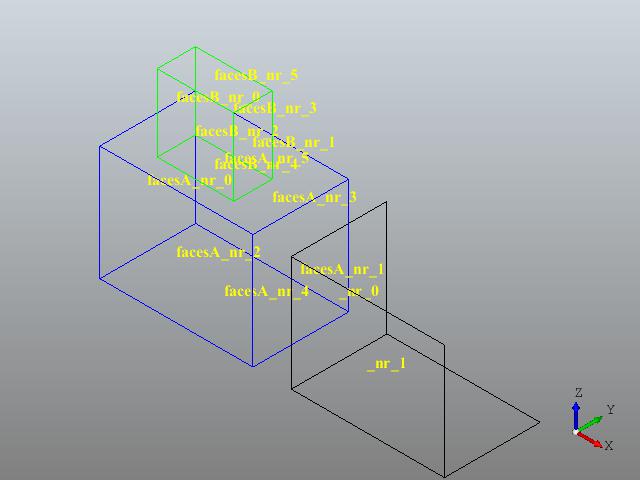 facesB_nr_5
facesB_nr_0
facesB_nr_3
facesB_nr_2
facesB_nr_1
facesA_nr_5
facesB_nr_4
facesA_nr_0
facesA_nr_3
facesA_nr_2
facesA_nr_1
facesA_nr_4
_nr_0
_nr_1
Z
Y
X